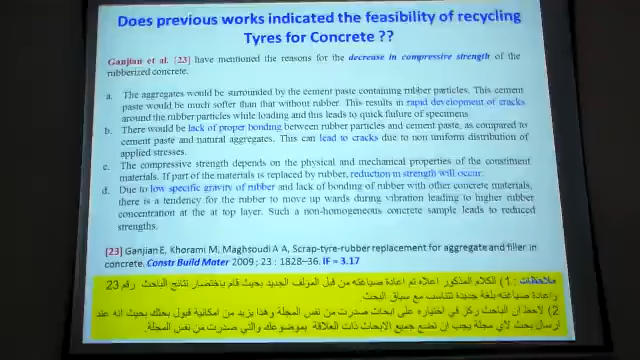 Does previous works indicated the feasibility of recycling
Tyres for Concrete ??
Ganjian et al. [23] have mentioned the reasons for the decrease in compressive strength of the
rubberized concrete.
a. The aggregates would be surrounded by the cement paste containing rubber particles. This cement
paste would be much softer than that without rubber. This results in rapid development of cracks
around the rubber particles while loading and this leads to quick failure of specimens
b. There would be lack of proper bonding between rubber particles and cement paste, as compared to
cement paste and natural aggregates. This can lead to cracks due to non uniform distribution of
applied stresses.
c. The compressive strength depends on the physical and mechanical properties of the constituent
materials. If part of the materials is replaced by rubber, reduction in strength will occur.
d. Due to low specific gravity of rubber and lack of bonding of rubber with other concrete materials,
there is a tendency for the rubber to move up wards during vibration leading to higher rubber
concentration at the at top layer. Such a non-homogeneous concrete sample leads to reduced
strengths.
[23] Ganjian E, Khorami M, Maghsoudi A A, Scrap-tyre-rubber replacement for aggregate and filler in
concrete. Constr Build Mater 2009 ; 23 : 1828–36. IF = 3.17
ملاحظات : 1) الكلام المذكور اعلاه تم اعادة صياغته من قبل المؤلف الجديد بحيث قام باختصار نتائج الباحث رقم 23
واعادة صياغته بلغة جديدة تتناسب مع سياق البحث
2) لاحظ ان الباحث ركز في اختياره على ابحاث صدرت من نفس المجلة وهذا يزيد من امكانية قبول بحثك بحيث انه عند
ارسال بحث لاي مجلة يجب ان تضع جميع الابحاث ذات العلاقة بموضوعك والتي صدرت من نفس المجلة.